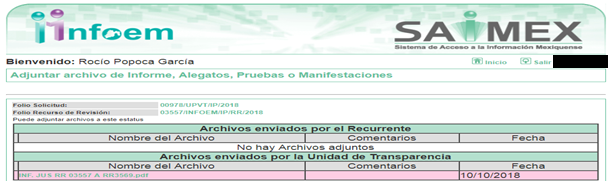 infoem
SAIMEX
Sistema de Acceso a la Información Mexiquense
Bienvenido: Rocío Popoca García
Inicio Salir
Adjuntar archivo de Informe, Alegatos, Pruebas o Manifestaciones
Folio Solicitud: 00978/UPVT/IP/2018
Folio Recurso de Revisión: 03557/INFOEM/IP/RR/2018
Puede adjuntar archivos a este estatus
Archivos enviados por el Recurrente
Nombre del Archivo Comentarios Fecha
No hay Archivos adjuntos
Archivos enviados por la Unidad de Transparencia
Nombre del Archivo Comentarios Fecha
INF. JUS RR 03557 A RR3569.pdf 10/10/2018